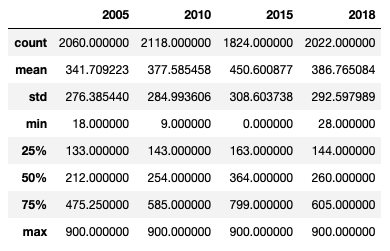 2005 2010 2015 2018
count 2060.000000 2118.000000 1824.000000 2022.000000
mean 341.709223 377.585458 450.600877 386.765084
std 276.385440 284.993606 308.603738 292.597989
min 18.000000 9.000000 0.000000 28.000000
25% 133.000000 143.000000 163.000000 144.000000
50% 212.000000 254.000000 364.000000 260.000000
75% 475.250000 585.000000 799.000000 605.000000
max 900.000000 900.000000 900.000000 900.000000